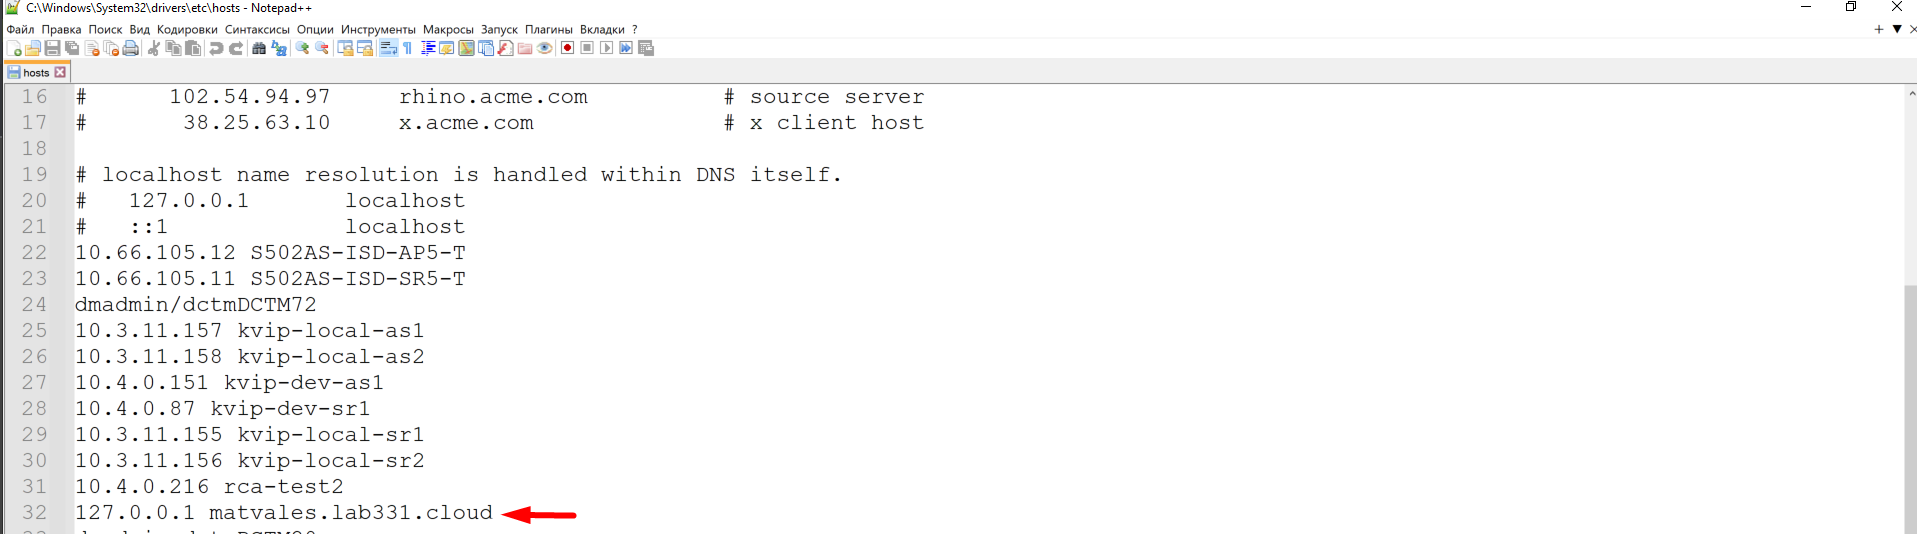 C:\Windows\System32\drivers\etc\hosts - Notepad++
Файл Правка Поиск Вид Кодировки Синтаксисы Опции Инструменты Макросы Запуск Плагины Вкладки ?
hosts
16 # 102.54.94.97 rhino.acme.com # source server
17 # 38.25.63.10 x.acme.com # x client host
18
19 # localhost name resolution is handled within DNS itself.
20 # 127.0.0.1 localhost
21 # ::1 localhost
22 10.66.105.12 S502AS-ISD-AP5-T
23 10.66.105.11 S502AS-ISD-SR5-T
24 dmadmin/dctmDCTM72
25 10.3.11.157 kvip-local-as1
26 10.3.11.158 kvip-local-as2
27 10.4.0.151 kvip-dev-as1
28 10.4.0.87 kvip-dev-sr1
29 10.3.11.155 kvip-local-sr1
30 10.3.11.156 kvip-local-sr2
31 10.4.0.216 rca-test2
32 127.0.0.1 matvales.lab331.cloud